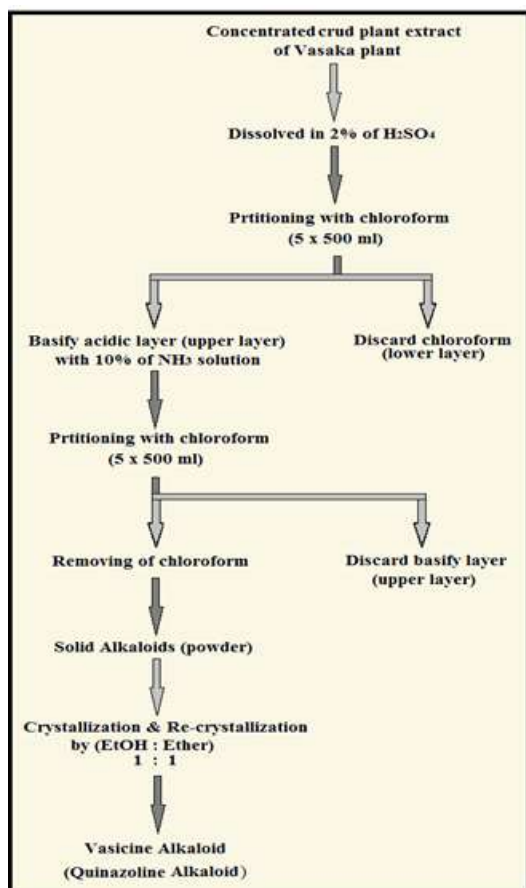 Concentrated crud plant extract
of Vasaka plant
Dissolved in 2% of H₂SO₄
Prtitioning with chloroform
(5 x 500 ml)
Basify acidic layer (upper layer)
with 10% of NH₃ solution
Discard chloroform
(lower layer)
Prtitioning with chloroform
(5 x 500 ml)
Removing of chloroform
Discard basify layer
(upper layer)
Solid Alkaloids (powder)
Crystallization & Re-crystallization
by (EtOH : Ether)
1 : 1
Vasicine Alkaloid
(Quinazoline Alkaloid)